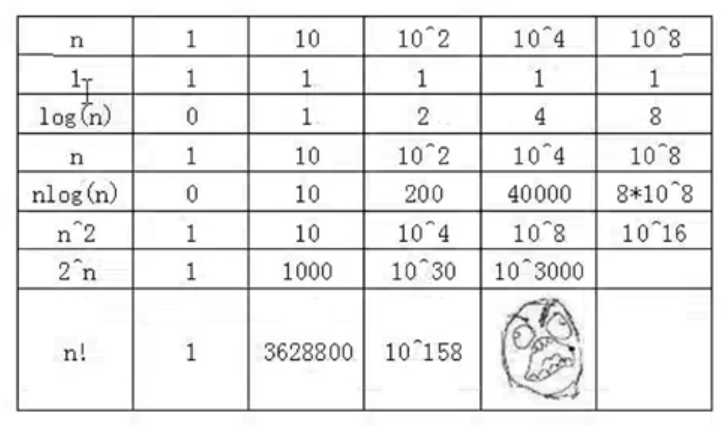 n 1 10 10^2 10^4 10^8
1 1 1 1 1 1
log(n) 0 1 2 4 8
n 1 10 10^2 10^4 10^8
nlog(n) 0 10 200 40000 8*10^8
n^2 1 10 10^4 10^8 10^16
2^n 1 1000 10^30 10^3000
n! 1 3628800 10^158